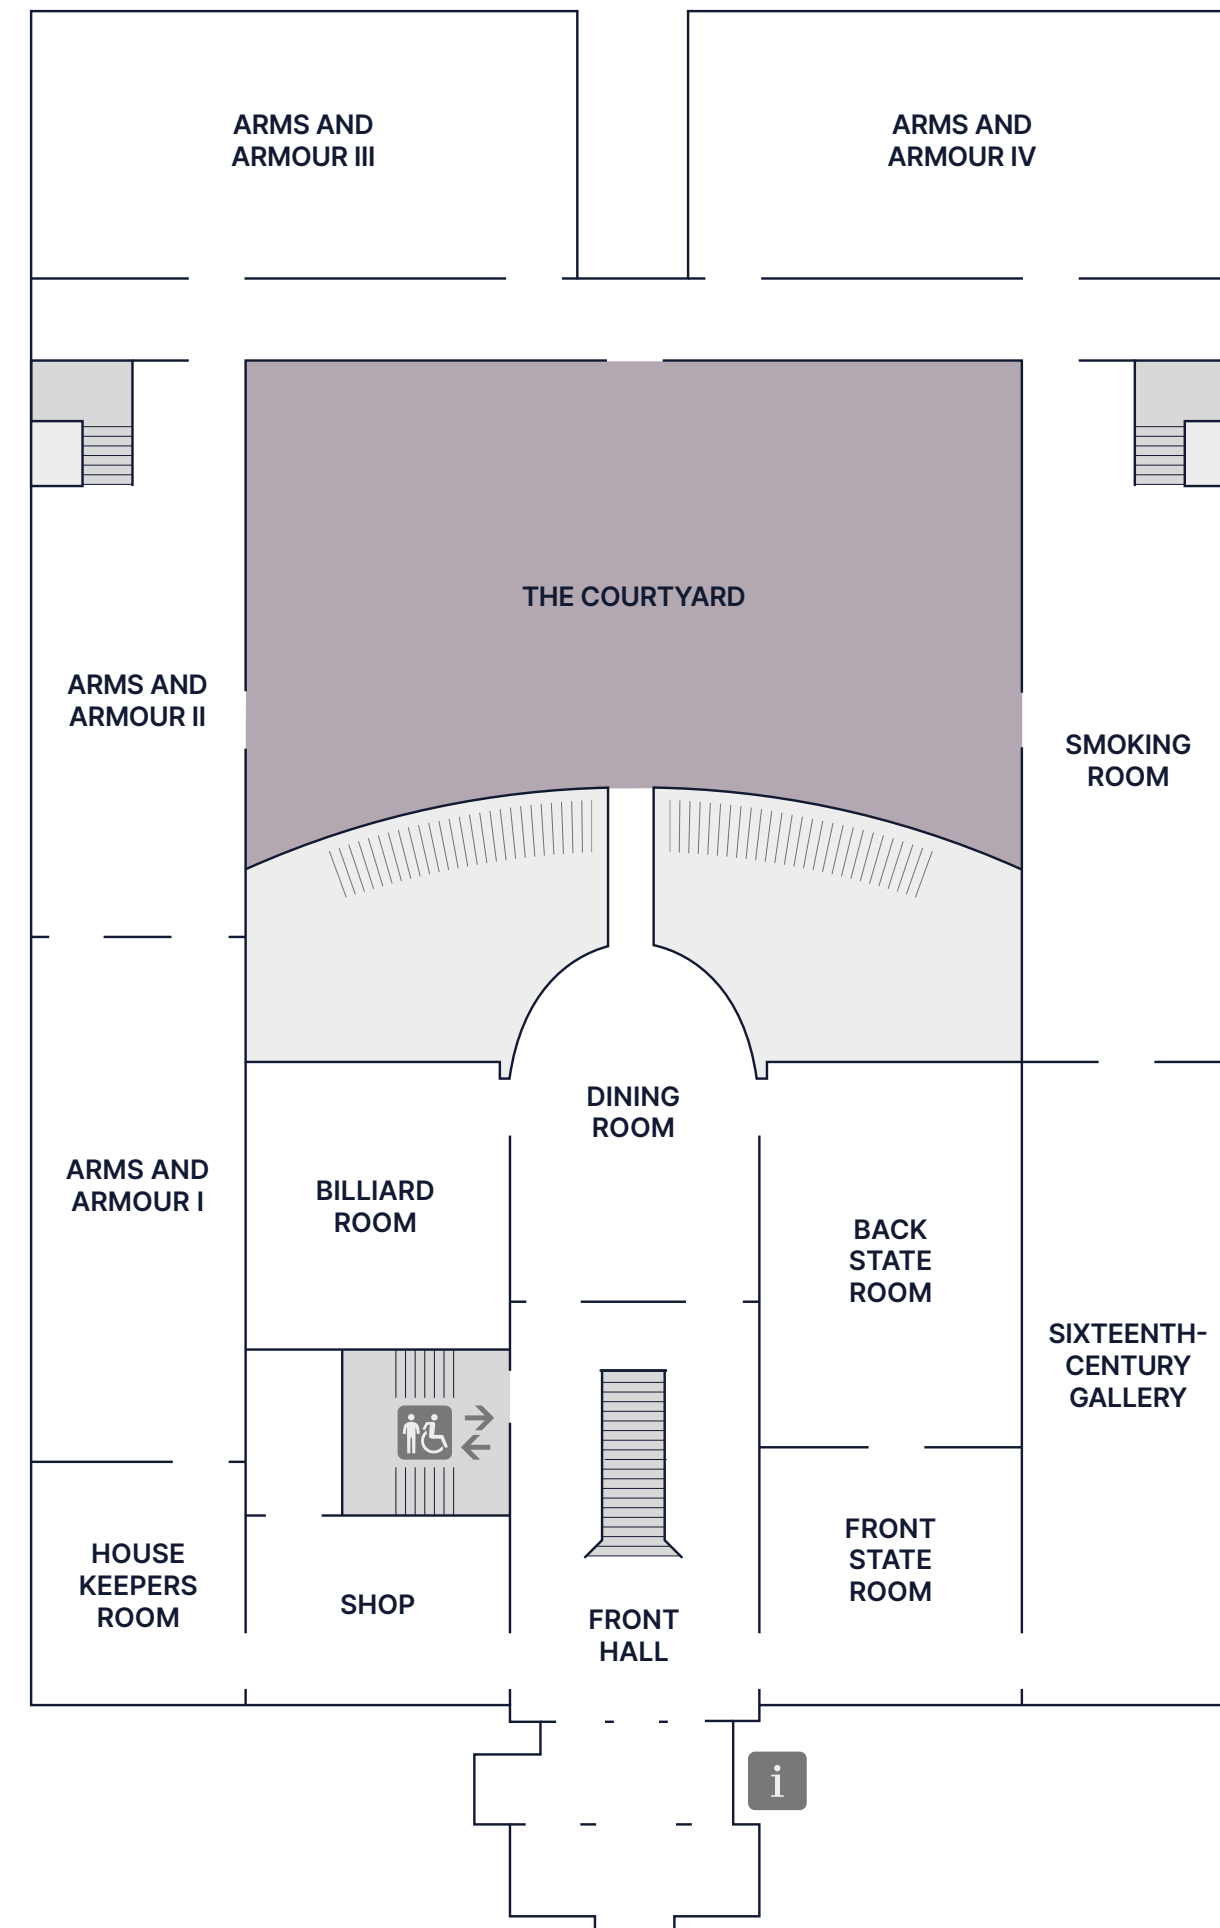 ARMS AND
ARMOUR III
ARMS AND
ARMOUR IV
THE COURTYARD
ARMS AND
ARMOUR II
SMOKING
ROOM
DINING
ROOM
ARMS AND
ARMOUR I
BILLIARD
ROOM
BACK
STATE
ROOM
SIXTEENTH-
CENTURY
GALLERY
HOUSE
KEEPERS
ROOM
SHOP
FRONT
HALL
FRONT
STATE
ROOM
i